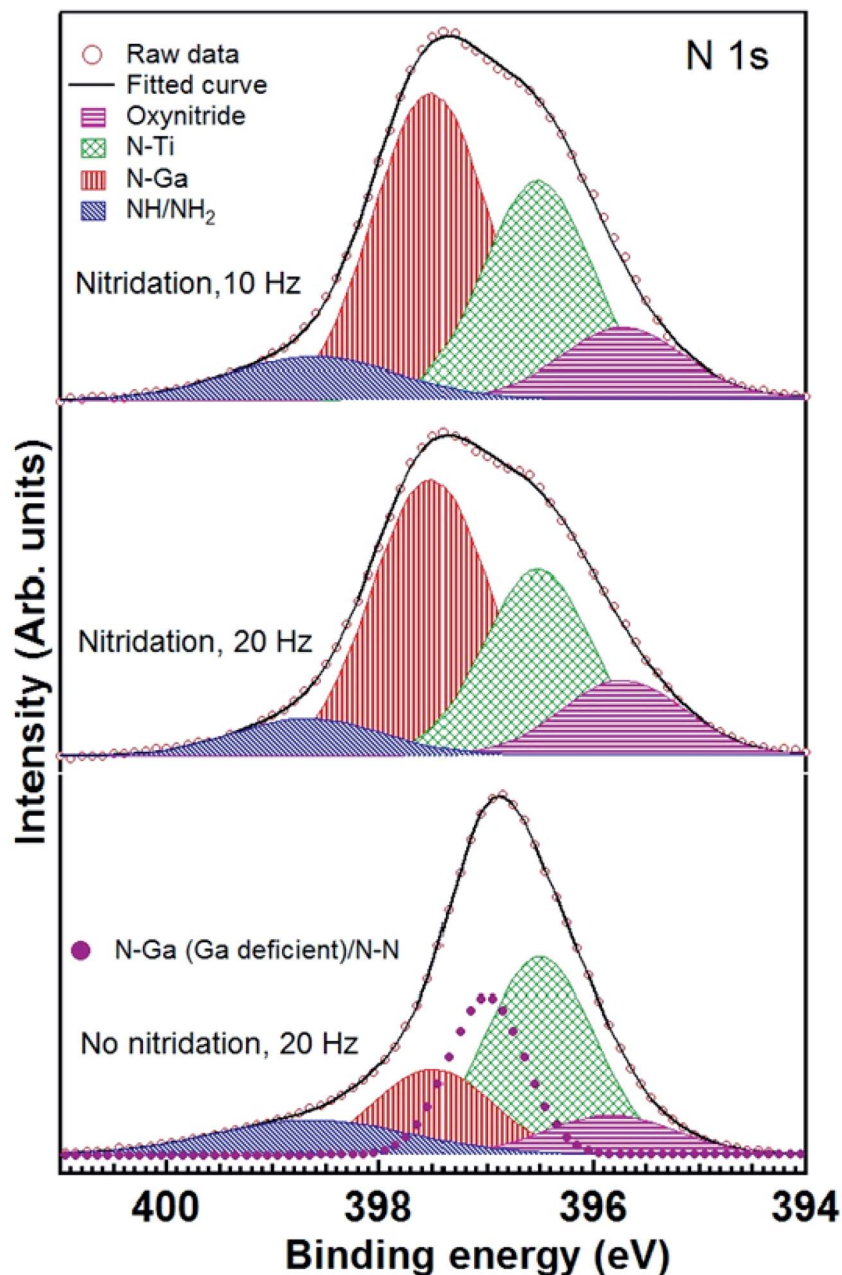 N 1s
Raw data
Fitted curve
Oxynitride
N-Ti
N-Ga
NH/NH₂
Nitridation,10 Hz
Nitridation, 20 Hz
N-Ga (Ga deficient)/N-N
No nitridation, 20 Hz
Intensity (Arb. units)
400 398 396 394
Binding energy (eV)